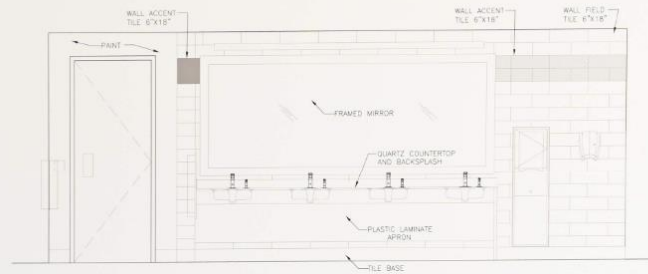 WALL ACCENT
TILE 6"X18"
WALL ACCENT
TILE 6"X18"
WALL FIELD
TILE 6"X18"
PAINT
FRAMED MIRROR
QUARTZ COUNTERTOP
AND BACKSPLASH
PLASTIC LAMINATE
APRON
TILE BASE